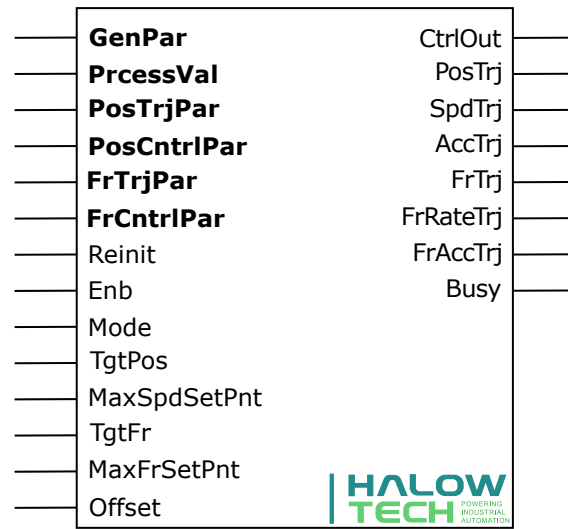 GenPar CtrlOut
PrcessVal PosTrj
PosTrjPar SpdTrj
PosCntrlPar AccTrj
FrTrjPar FrTrj
FrCntrlPar FrRateTrj
Reinit FrAccTrj
Enb Busy
Mode
TgtPos
MaxSpdSetPnt
TgtFr
MaxFrSetPnt
Offset
HALOW
TECH
POWERING
INDUSTRIAL
AUTOMATION